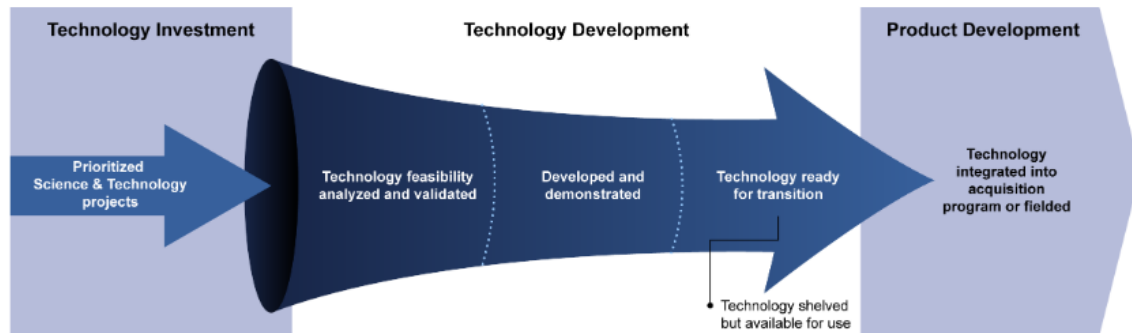 Technology Investment
Technology Development
Product Development
Prioritized
Science & Technology
projects
Technology feasibility
analyzed and validated
Developed and
demonstrated
Technology ready
for transition
Technology
integrated into
acquisition
program or fielded
Technology shelved
but available for use